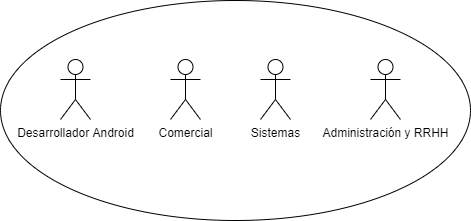 Desarrollador Android
Comercial
Sistemas
Administración y RRHH